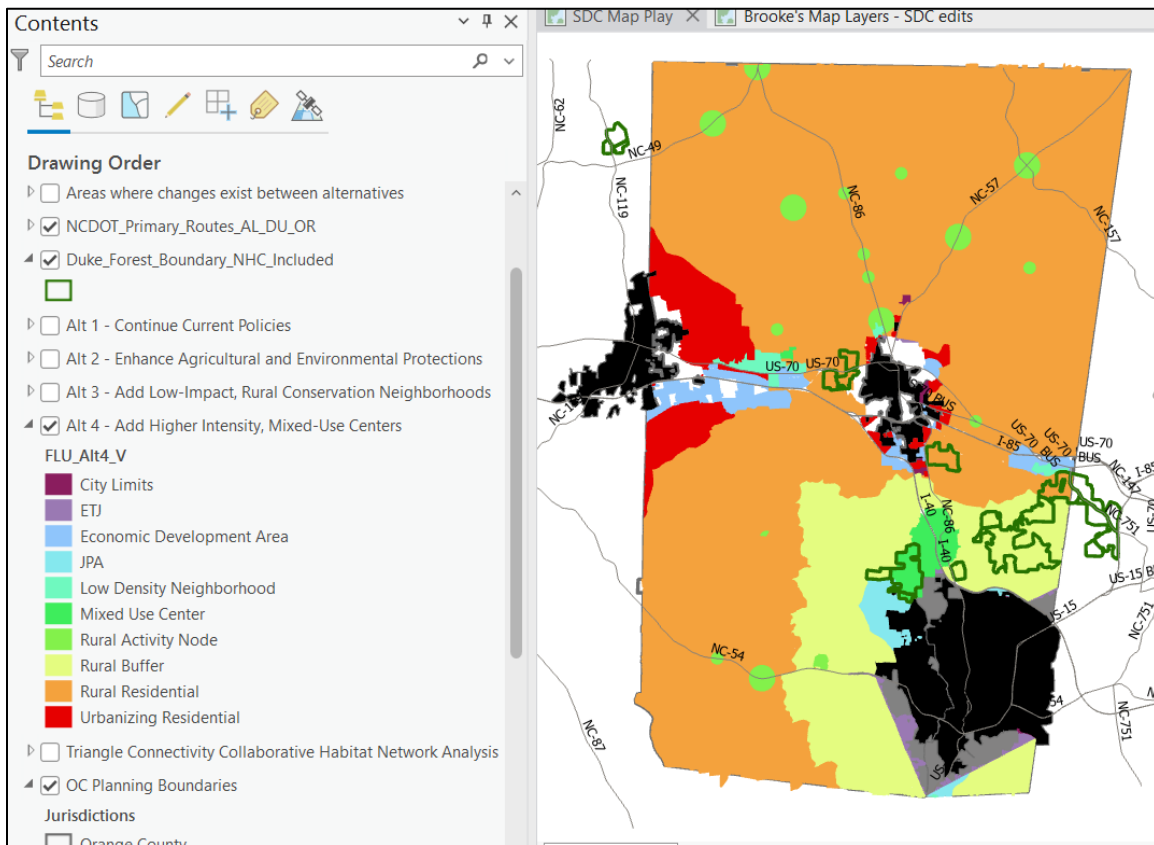 Contents
SDC Map Play
Brooke's Map Layers - SDC edits
Search
Drawing Order
Areas where changes exist between alternatives
NCDOT_Primary_Routes_AL_DU_OR
Duke_Forest_Boundary_NHC_Included
Alt 1 - Continue Current Policies
Alt 2 - Enhance Agricultural and Environmental Protections
Alt 3 - Add Low-Impact, Rural Conservation Neighborhoods
Alt 4 - Add Higher Intensity, Mixed-Use Centers
FLU_Alt4_V
City Limits
ETJ
Economic Development Area
JPA
Low Density Neighborhood
Mixed Use Center
Rural Activity Node
Rural Buffer
Rural Residential
Urbanizing Residential
Triangle Connectivity Collaborative Habitat Network Analysis
OC Planning Boundaries
Jurisdictions
Orange County
NC-62
NC-49
NC-119
NC-86
NC-57
NC-157
US-70
US-70
BUS
US-70
BUS
US-70
I-85
US-70
BUS
NC-147
I-85
NC-751
US-70
I-40
NC-86
I-40
US-15
US-15
NC-751
NC-54
54
NC-751
NC-87
US